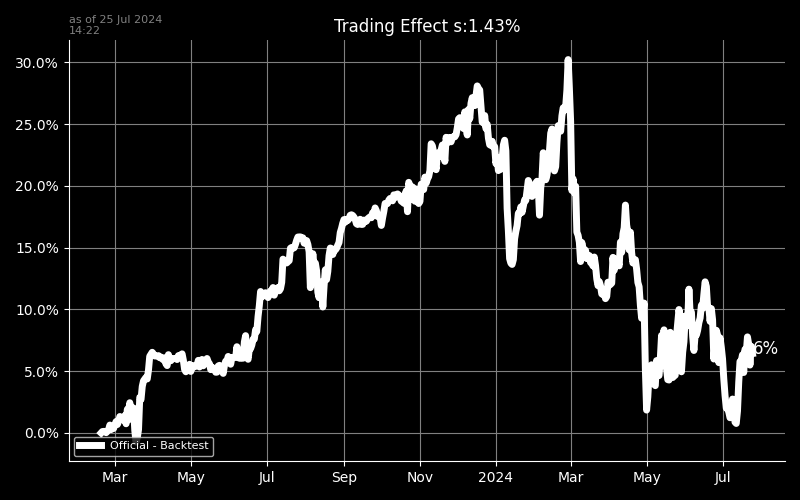 as of 25 Jul 2024
14:22
Trading Effect s:1.43%
30.0%
25.0%
20.0%
15.0%
10.0%
5.0%
0.0%
6%
Official - Backtest
Mar May Jul Sep Nov 2024 Mar May Jul